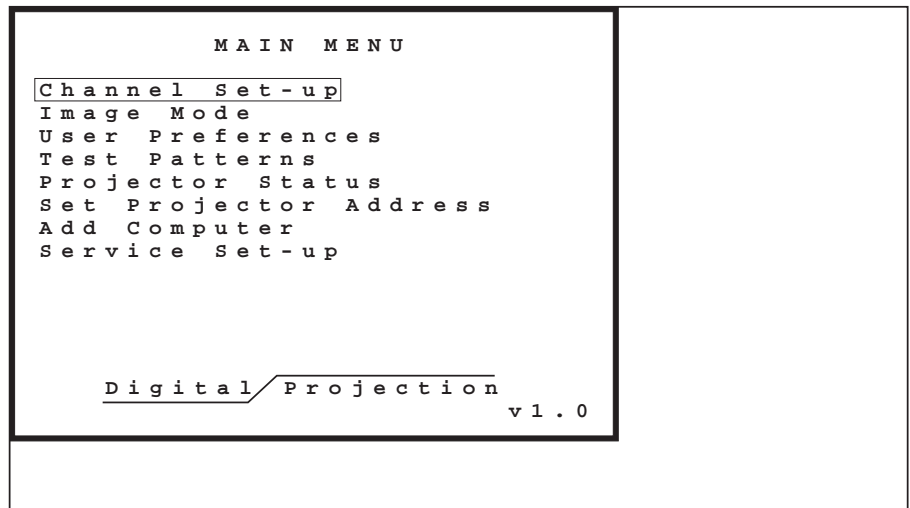 MAIN MENU
Channel Set-up
Image Mode
User Preferences
Test Patterns
Projector Status
Set Projector Address
Add Computer
Service Set-up
Digital Projection
v1.0